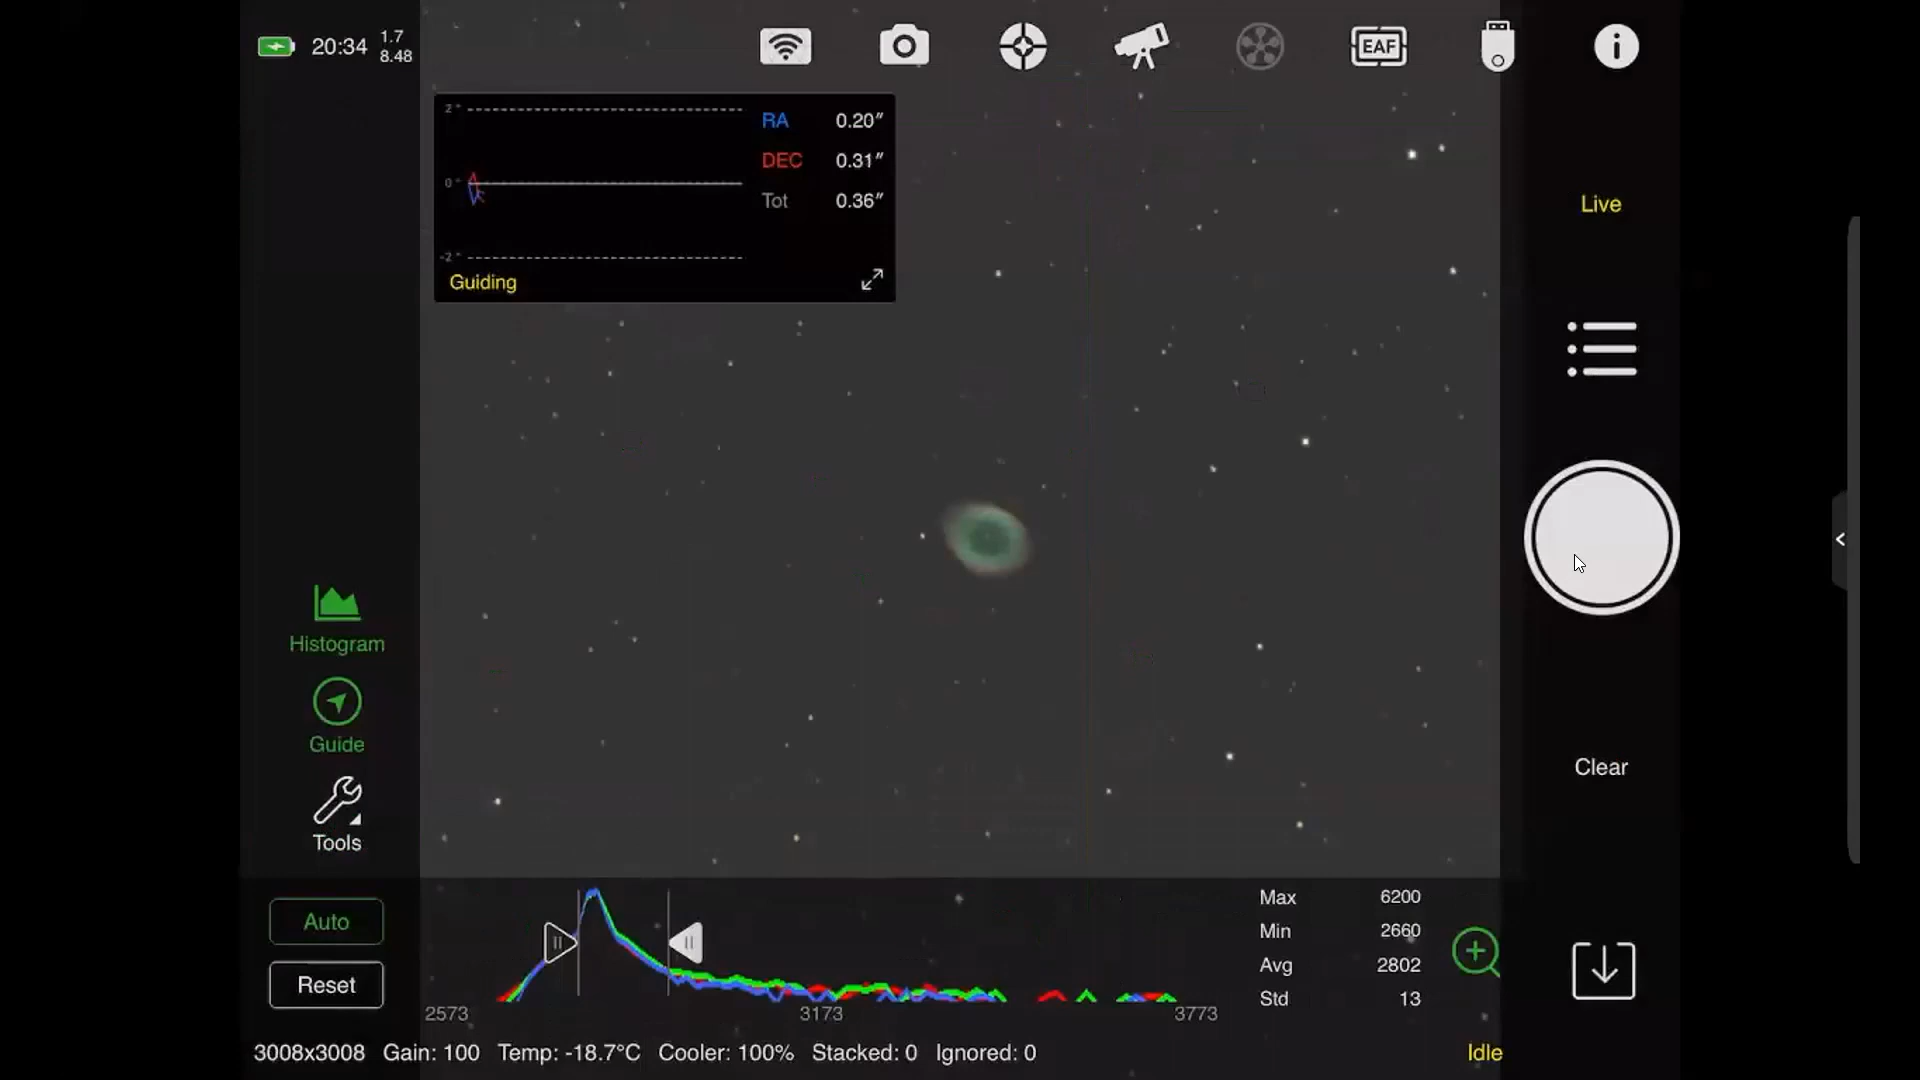 20:34
1.7
8.48
EAF
2"
RA 0.20"
DEC 0.31"
0"
Tot 0.36"
-2"
Guiding
Live
Histogram
Guide
Tools
Clear
Auto
Reset
Max 6200
Min 2660
Avg 2802
Std 13
2573 3173 3773
3008x3008 Gain: 100 Temp: -18.7°C Cooler: 100% Stacked: 0 Ignored: 0 Idle